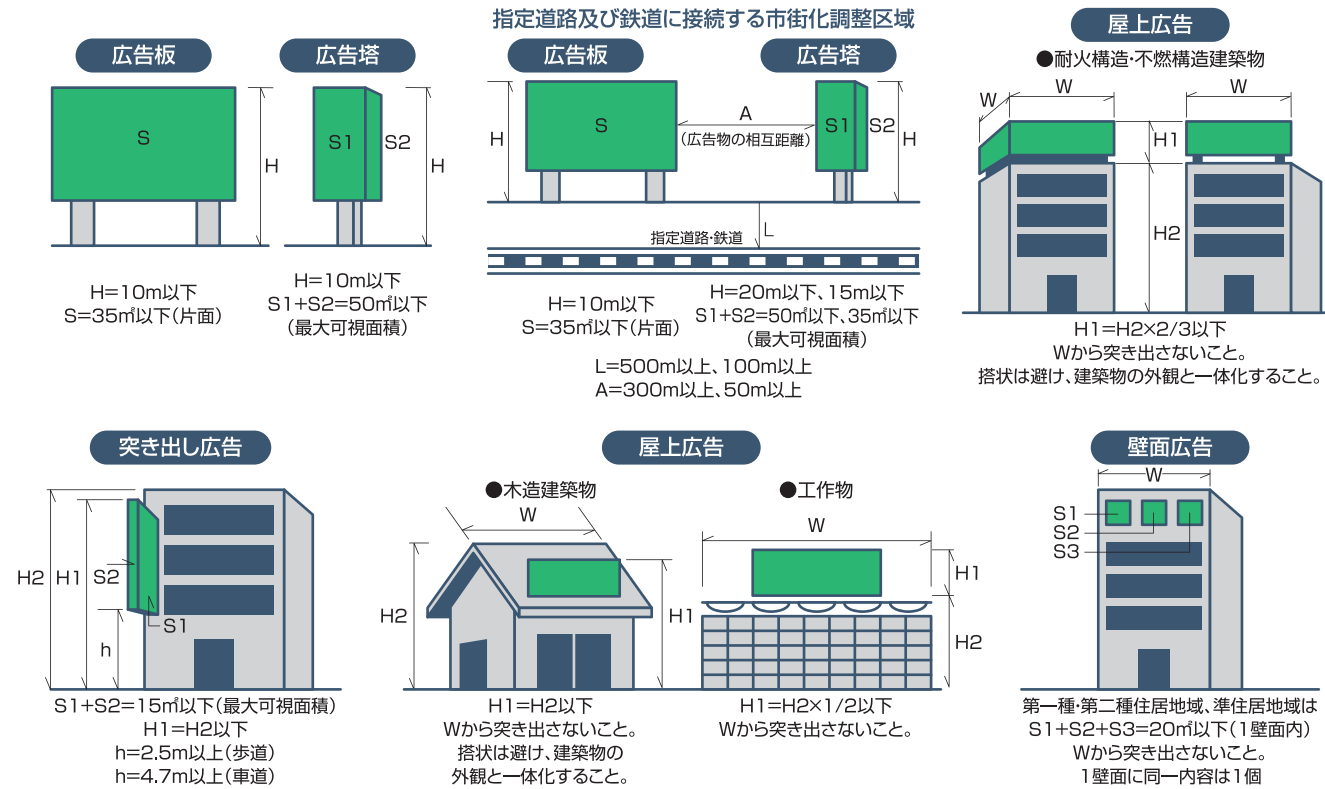 広告板
S
H
H=10m以下
S=35㎡以下(片面)
広告塔
S1
S2
H
H=10m以下
S1+S2=50㎡以下
(最大可視面積)
指定道路及び鉄道に接続する市街化調整区域
広告板
広告塔
H
S
A
(広告物の相互距離)
S1
S2
H
L
指定道路・鉄道
H=10m以下
S=35㎡以下(片面)
H=20m以下、15m以下
S1+S2=50㎡以下、35㎡以下
(最大可視面積)
L=500m以上、100m以上
A=300m以上、50m以上
屋上広告
●耐火構造・不燃構造建築物
W
W
W
H1
H2
H1=H2×2/3以下
Wから突き出さないこと。
搭状は避け、建築物の外観と一体化すること。
突き出し広告
H2
H1
S2
S1
h
S1+S2=15㎡以下(最大可視面積)
H1=H2以下
h=2.5m以上(歩道)
h=4.7m以上(車道)
屋上広告
●木造建築物
W
H2
H1
H1=H2以下
Wから突き出さないこと。
搭状は避け、建築物の
外観と一体化すること。
●工作物
W
H1
H2
H1=H2×1/2以下
Wから突き出さないこと。
壁面広告
W
S1
S2
S3
第一種・第二種住居地域、準住居地域は
S1+S2+S3=20㎡以下(1壁面内)
Wから突き出さないこと。
1壁面に同一内容は1個